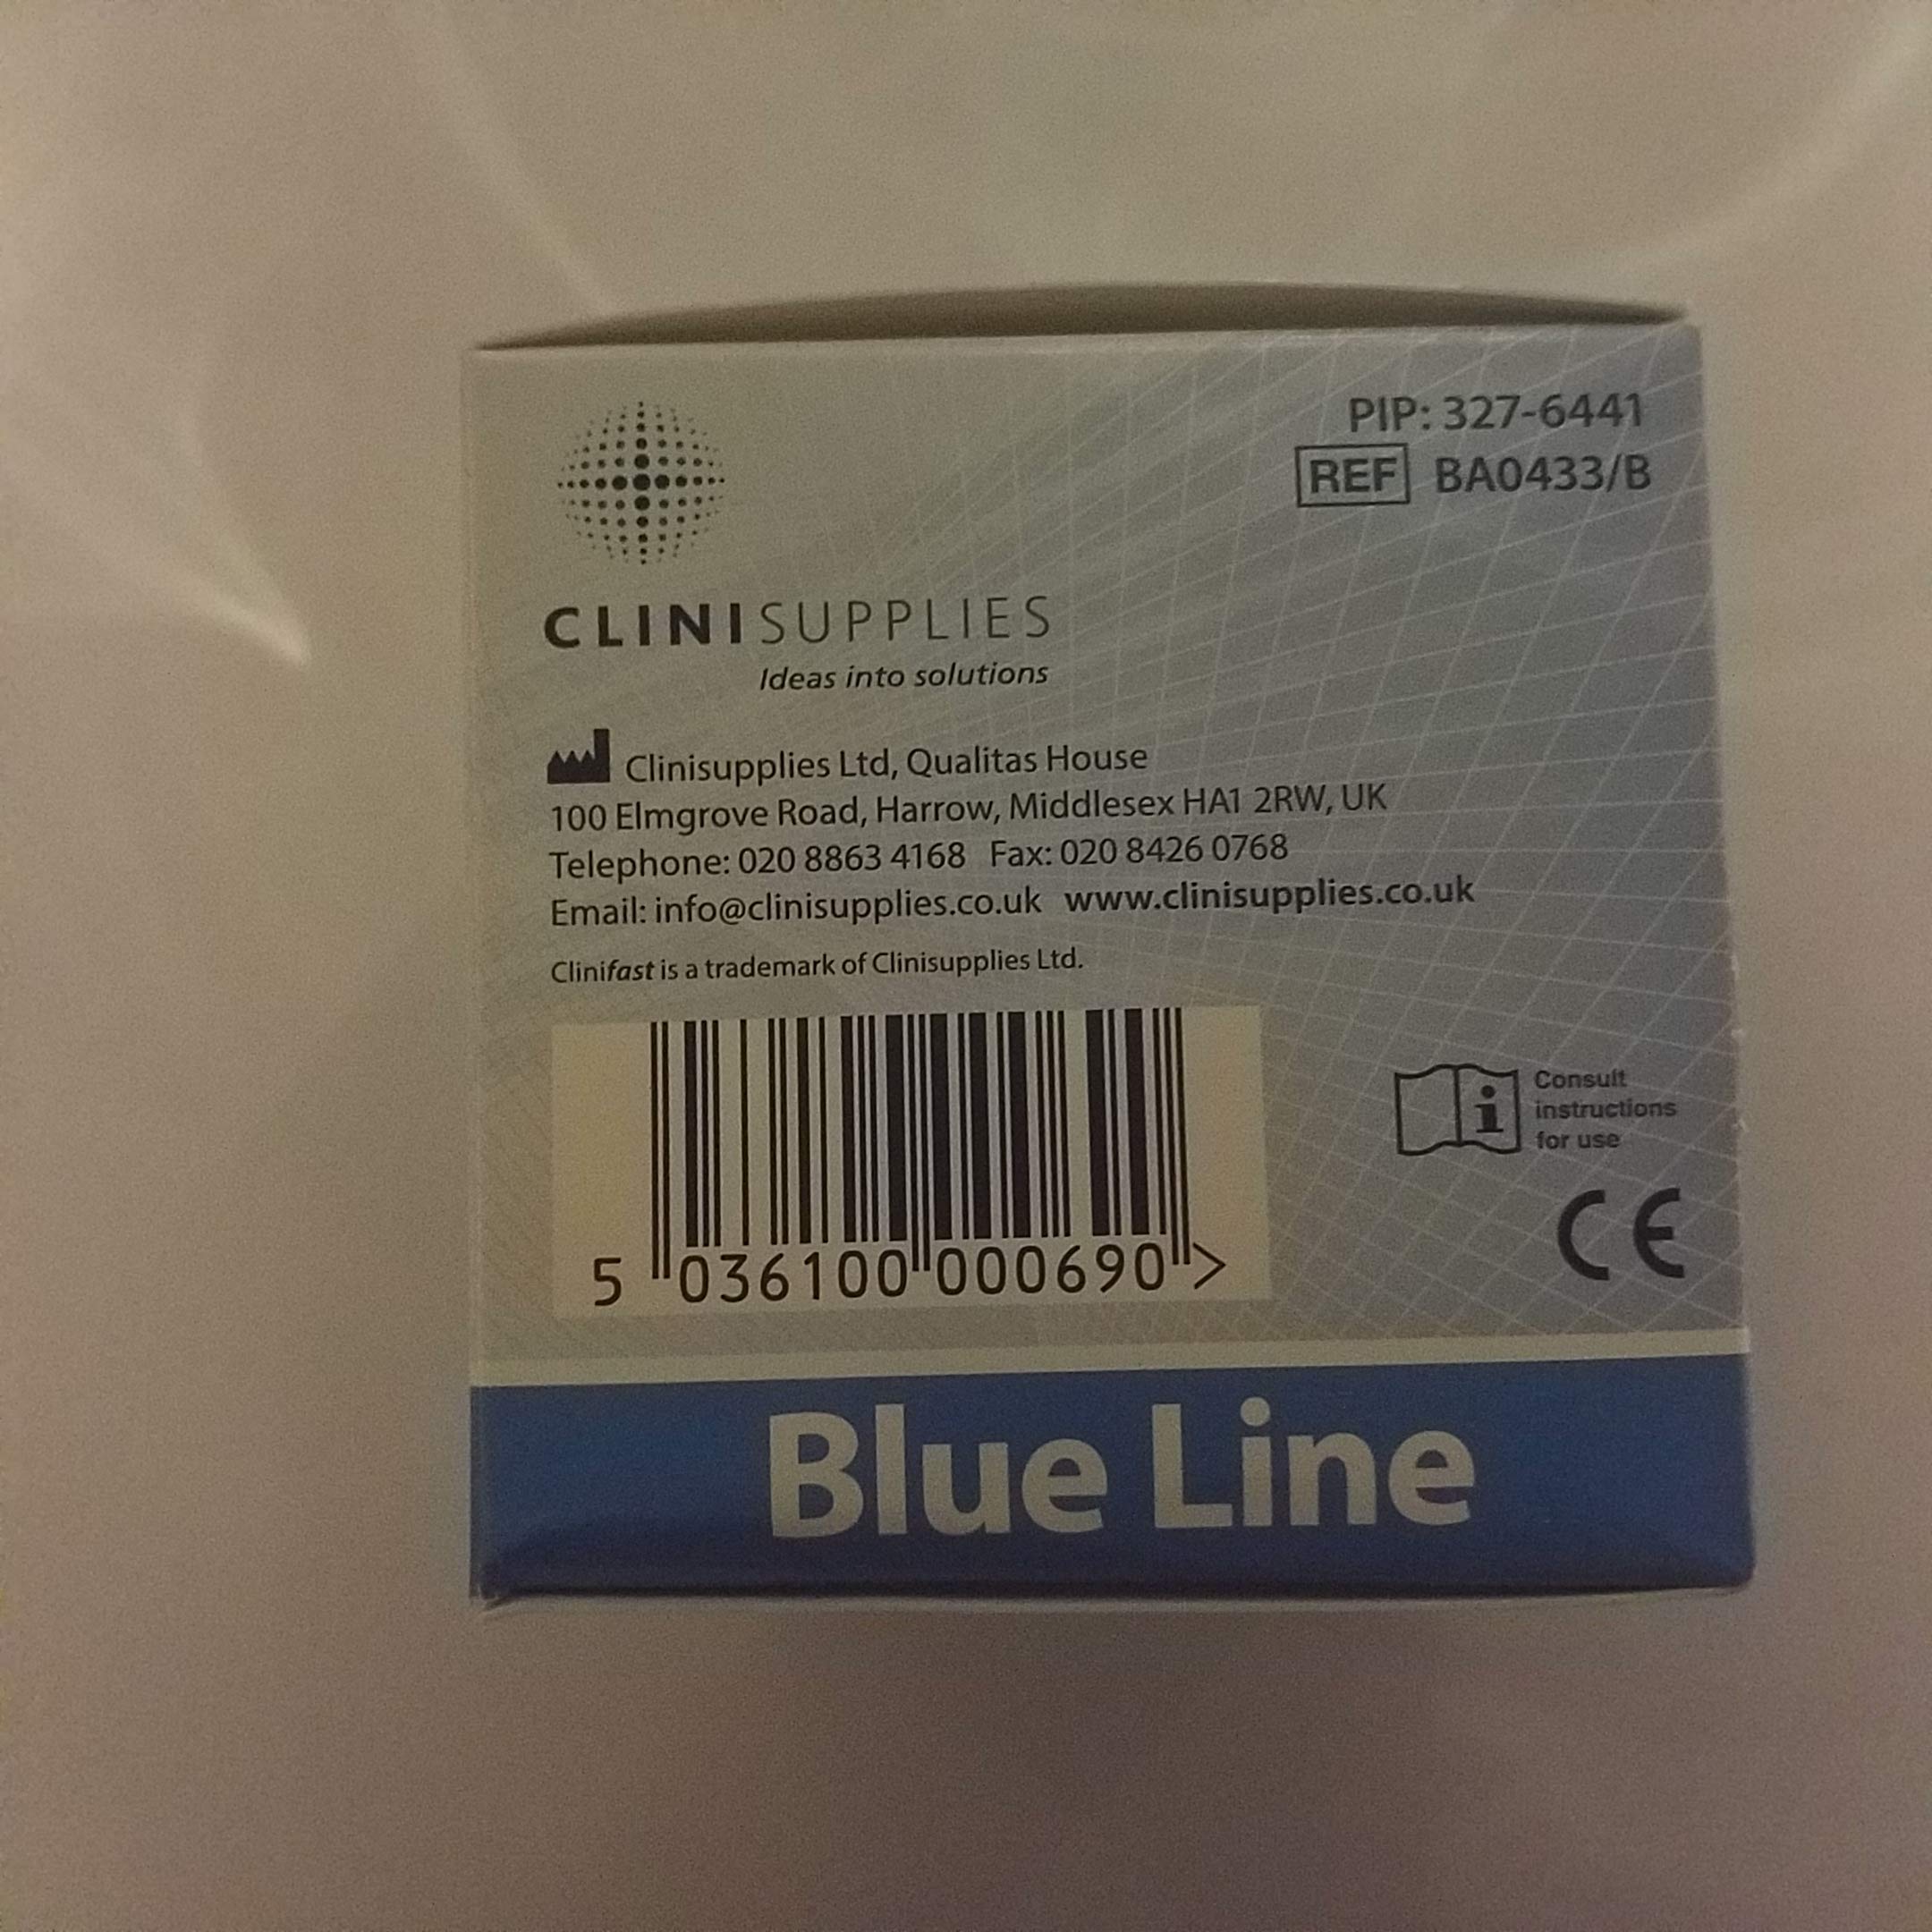 PIP: 327-6441
REF BA0433/B
CLINISUPPLIES
Ideas into solutions
Clinisupplies Ltd, Qualitas House
100 Elmgrove Road, Harrow, Middlesex HA1 2RW, UK
Telephone: 020 8863 4168 Fax: 020 8426 0768
Email: info@clinisupplies.co.uk www.clinisupplies.co.uk
Clinifast is a trademark of Clinisupplies Ltd.
Consult
instructions
for use
CE
5 036100 000690 >
Blue Line